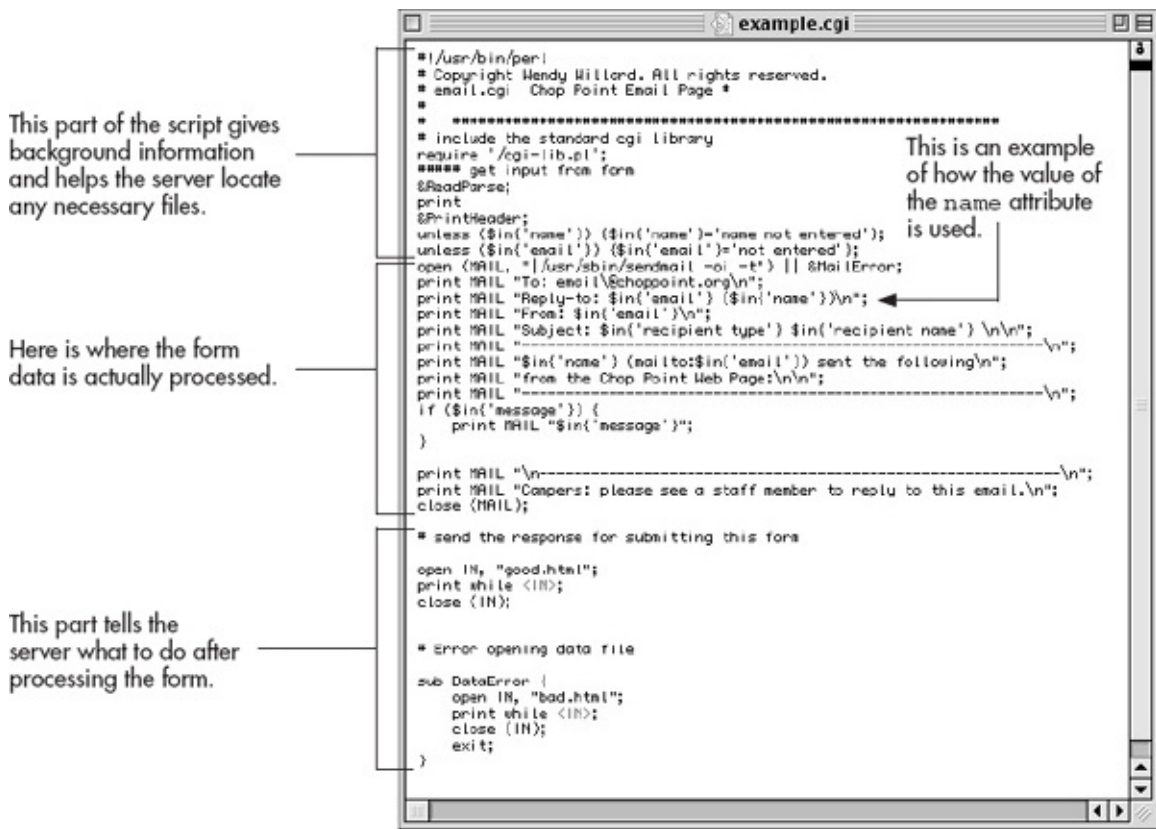 example.cgi
#!/usr/bin/perl
# Copyright Wendy Willard. All rights reserved.
# email.cgi  Chop Point Email Page *
#
#   ***************************************************************
# include the standard cgi library
require '/cgi-lib.pl';
##### get input from form
&ReadParse;
print
&PrintHeader;
unless ($in{'name'}) {$in{'name'}='name not entered'};
unless ($in{'email'}) {$in{'email'}='not entered'};
open (MAIL, "|/usr/sbin/sendmail -oi -t") || &MailError;
print MAIL "To: email\@choppoint.org\n";
print MAIL "Reply-to: $in{'email'} ($in{'name'})\n";
print MAIL "From: $in{'email'}\n";
print MAIL "Subject: $in{'recipient type'} $in{'recipient name'} \n\n";
print MAIL "--------------------------------------------------------------\n";
print MAIL "$in{'name'} (mailto:$in{'email'}) sent the following\n";
print MAIL "from the Chop Point Web Page:\n\n";
print MAIL "--------------------------------------------------------------\n";
if ($in{'message'}) {
    print MAIL "$in{'message'}";
}
print MAIL "\n--------------------------------------------------------------\n";
print MAIL "Campers: please see a staff member to reply to this email.\n";
close (MAIL);
# send the response for submitting this form
open IN, "good.html";
print while <IN>;
close (IN);
# Error opening data file
sub DataError {
    open IN, "bad.html";
    print while <IN>;
    close (IN);
    exit;
}
This part of the script gives
background information
and helps the server locate
any necessary files.
This is an example
of how the value of
the name attribute
is used.
Here is where the form
data is actually processed.
This part tells the
server what to do after
processing the form.